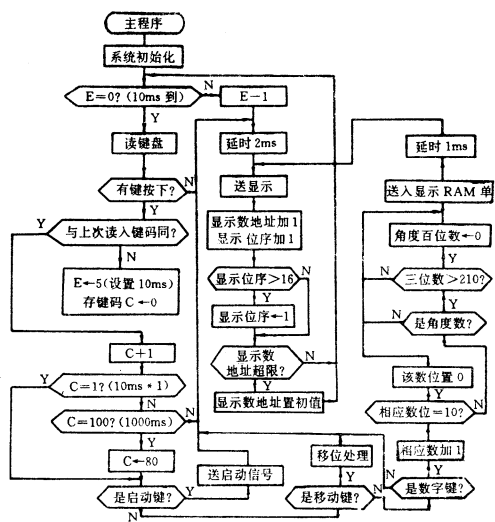 主程序
系统初始化
E=0?(10ms 到)
N
E-1
Y
读键盘
延时2ms
延时 1ms
有键按下?
N
送显示
送入显示 RAM 单
Y
Y
与上次读入键码同?
显示数地址加1
显示 位序加1
角度百位数←0
N
Y
E←5(设置 10ms)
存键码 C←0
显示位序>16
N
N
三位数>210?
Y
Y
显示位序←1
N
是角度数?
C+1
显示数
地址超限?
N
Y
C=1?(10ms * 1)
Y
该数位置 0
N
N
显示数地址置初值
C=100?(1000ms)
N
相应数位=10?
Y
Y
C←80
送启动信号
移位处理
相应数加1
Y
Y
是启动键?
Y
是移动键?
N
是数字键?
N
N